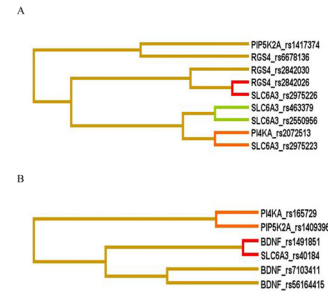 A
PIP5K2A_rs1417374
RGS4_rs6678136
RGS4_rs2842030
RGS4_rs2842026
SLC6A3_rs2975226
SLC6A3_rs463379
SLC6A3_rs2550956
PI4KA_rs2072513
SLC6A3_rs2975223
B
PI4KA_rs165729
PIP5K2A_rs1409396
BDNF_rs1491851
SLC6A3_rs40184
BDNF_rs7103411
BDNF_rs56164415